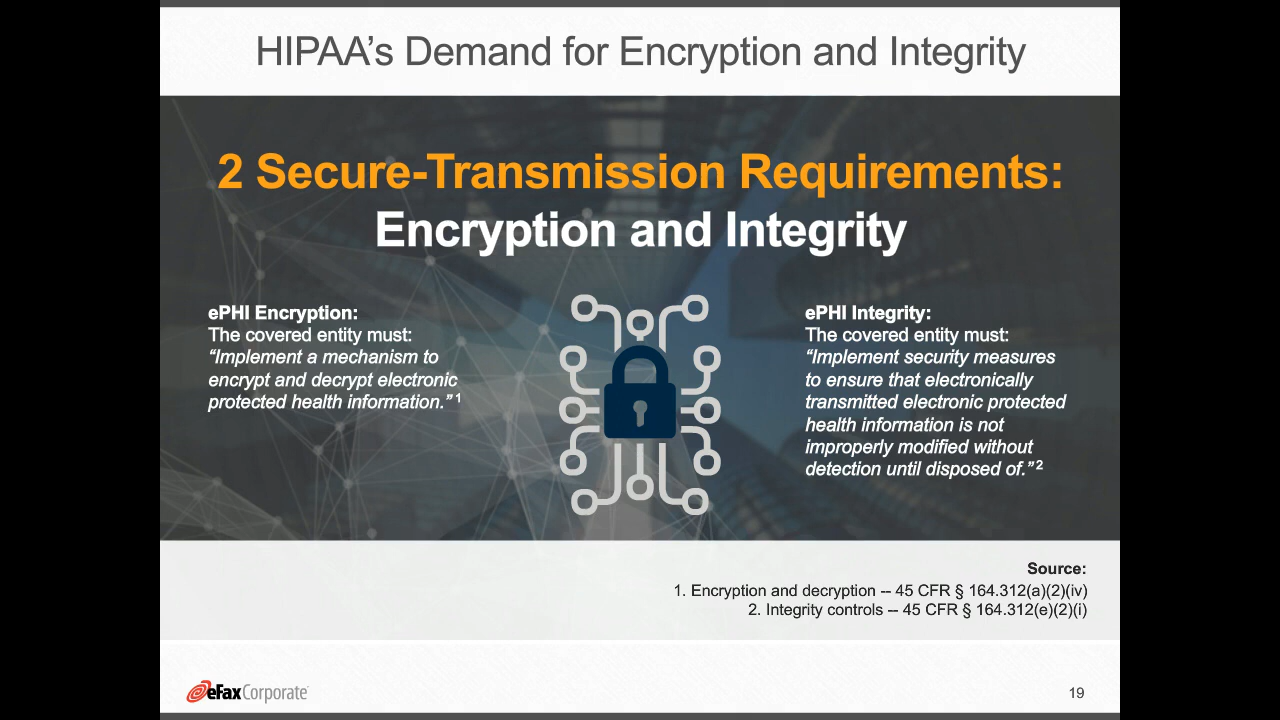 HIPAA’s Demand for Encryption and Integrity
2 Secure-Transmission Requirements:
Encryption and Integrity
ePHI Encryption:
The covered entity must:
“Implement a mechanism to
encrypt and decrypt electronic
protected health information.” 1
ePHI Integrity:
The covered entity must:
“Implement security measures
to ensure that electronically
transmitted electronic protected
health information is not
improperly modified without
detection until disposed of.” 2
Source:
1. Encryption and decryption -- 45 CFR § 164.312(a)(2)(iv)
2. Integrity controls -- 45 CFR § 164.312(e)(2)(i)
eFax Corporate
19